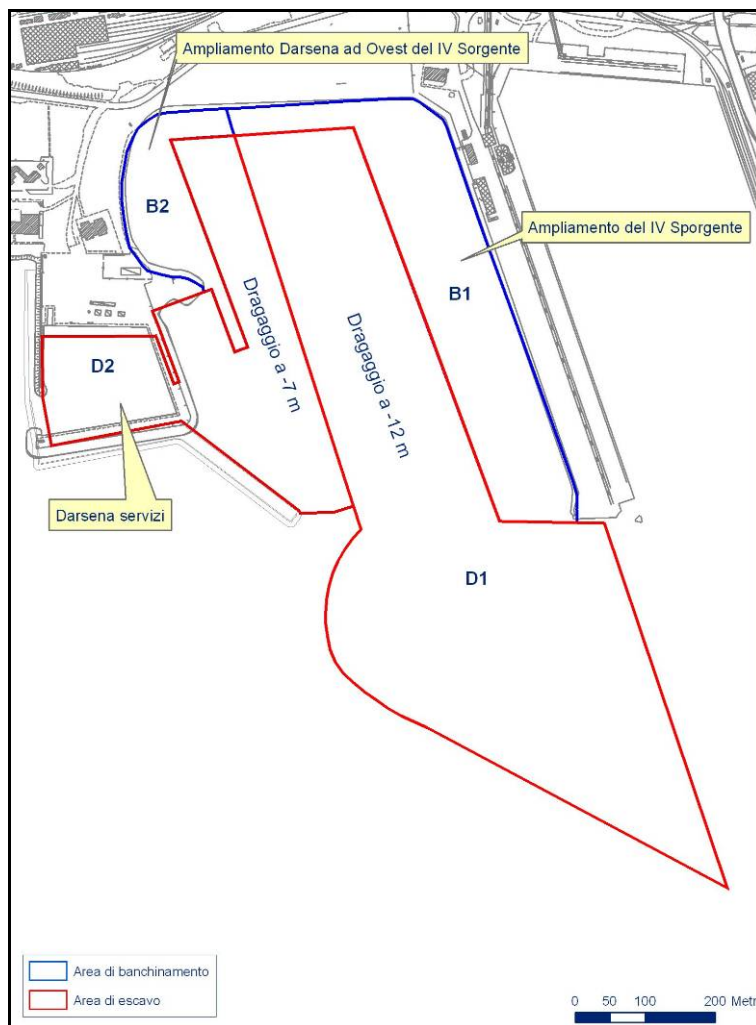 Ampliamento Darsena ad Ovest del IV Sorgente
B2
Ampliamento del IV Sporgente
B1
Dragaggio a -7 m
Dragaggio a -12 m
D2
Darsena servizi
D1
Area di banchinamento
Area di escavo
0 50 100 200 Metr